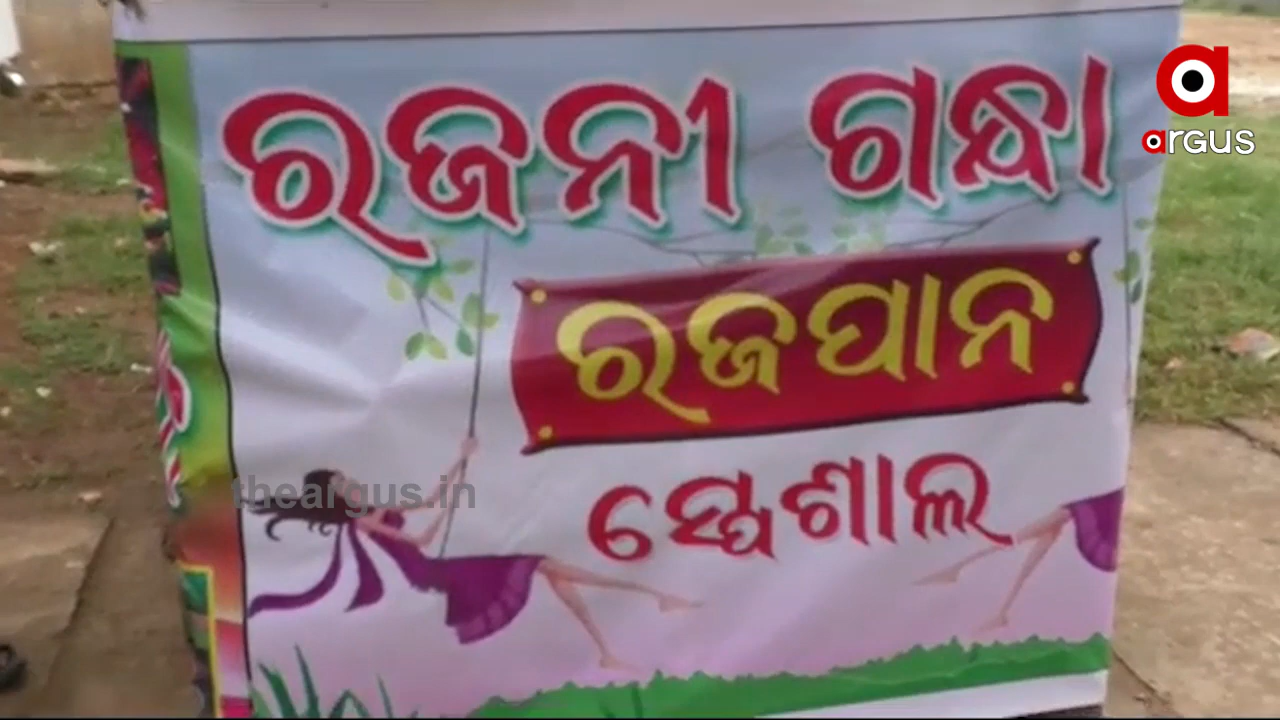 ରଜନୀ ଗନ୍ଧା
ରଜପାନ
ସ୍ପେଶାଲ
argus
theargus.in